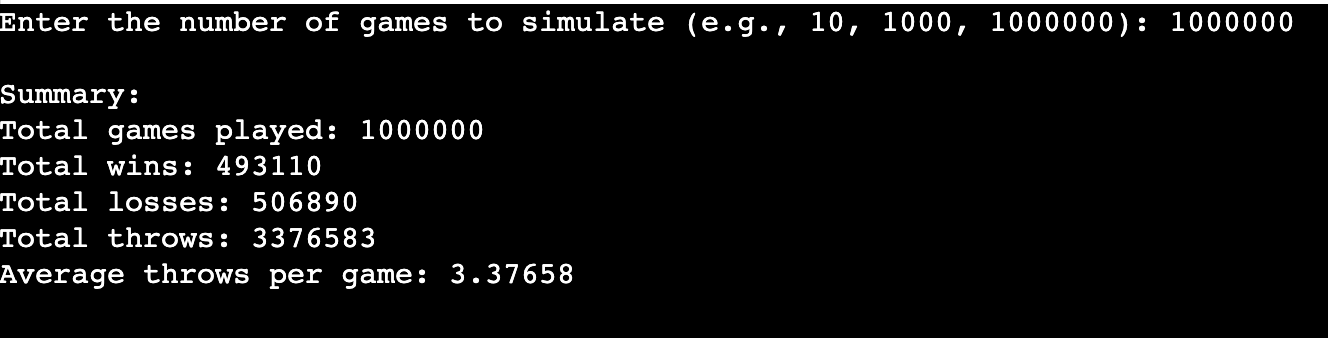 Enter the number of games to simulate (e.g., 10, 1000, 1000000): 1000000
Summary:
Total games played: 1000000
Total wins: 493110
Total losses: 506890
Total throws: 3376583
Average throws per game: 3.37658